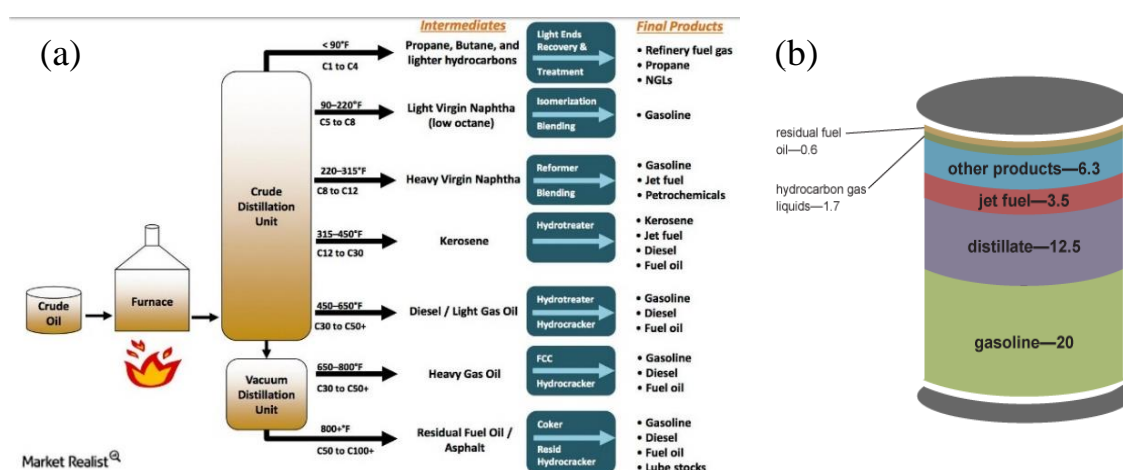 (a)
Intermediates
Final Products
< 90°F
C1 to C4
Propane, Butane, and
lighter hydrocarbons
Light Ends
Recovery &
Treatment
• Refinery fuel gas
• Propane
• NGLs
90–220°F
C5 to C8
Light Virgin Naphtha
(low octane)
Isomerization
Blending
• Gasoline
220–315°F
C8 to C12
Heavy Virgin Naphtha
Reformer
Blending
• Gasoline
• Jet fuel
• Petrochemicals
Crude
Distillation
Unit
315–450°F
C12 to C30
Kerosene
Hydrotreater
• Kerosene
• Jet fuel
• Diesel
• Fuel oil
Crude
Oil
Furnace
450–650°F
C30 to C50+
Diesel / Light Gas Oil
Hydrotreater
Hydrocracker
• Gasoline
• Diesel
• Fuel oil
Vacuum
Distillation
Unit
650–800°F
C30 to C50+
Heavy Gas Oil
FCC
Hydrocracker
• Gasoline
• Diesel
• Fuel oil
800+°F
C50 to C100+
Residual Fuel Oil /
Asphalt
Coker
Resid
Hydrocracker
• Gasoline
• Diesel
• Fuel oil
• Lube stocks
Market Realist
(b)
residual fuel
oil—0.6
hydrocarbon gas
liquids—1.7
other products—6.3
jet fuel—3.5
distillate—12.5
gasoline—20